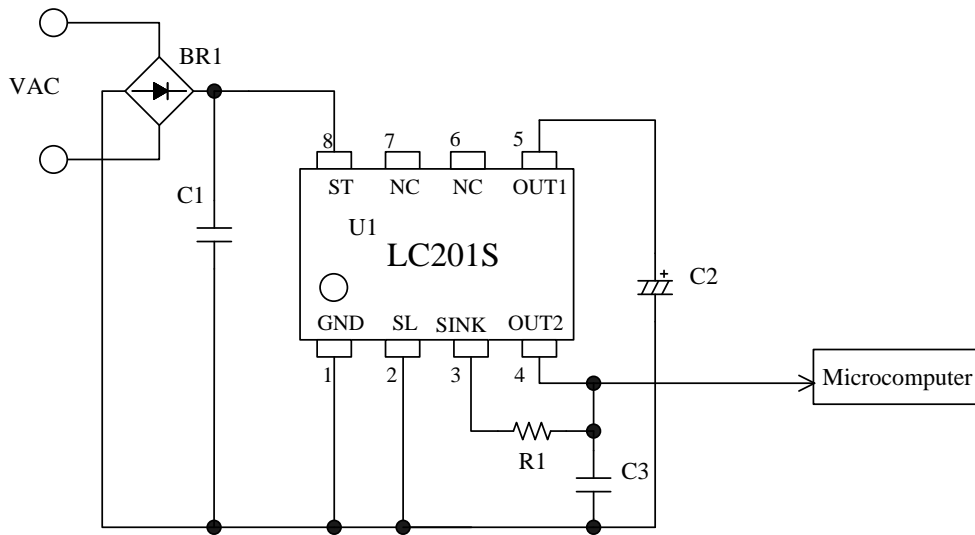 VAC
BR1
C1
8
7
6
5
ST
NC
NC
OUT1
U1
LC201S
GND
SL
SINK
OUT2
1
2
3
4
+
C2
R1
C3
Microcomputer